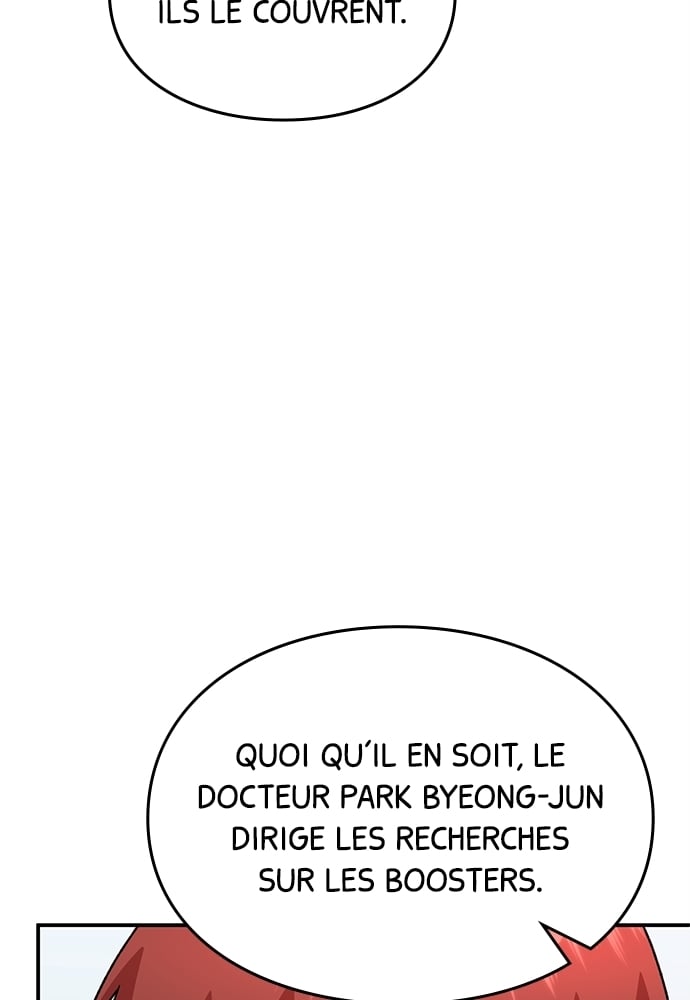 ILS LE COUVRENT.
QUOI QU'IL EN SOIT, LE
DOCTEUR PARK BYEONG-JUN
DIRIGE LES RECHERCHES
SUR LES BOOSTERS.